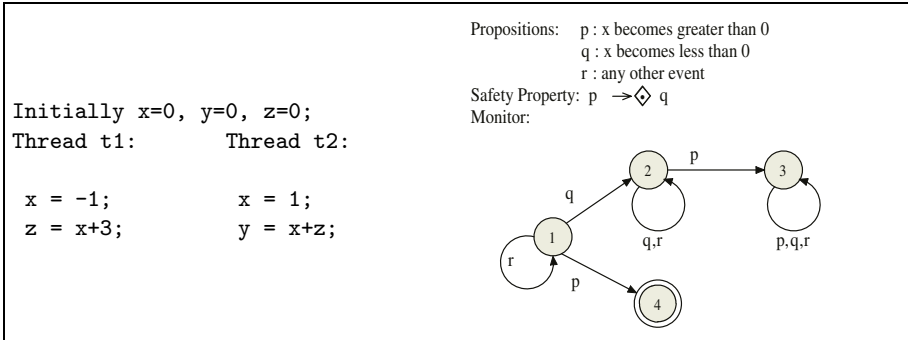 Initially x=0, y=0, z=0;
Thread t1: Thread t2:
x = -1; x = 1;
z = x+3; y = x+z;
Propositions: p : x becomes greater than 0
q : x becomes less than 0
r : any other event
Safety Property: p → q
Monitor:
2
p
3
q
1
q,r
p,q,r
r
p
4